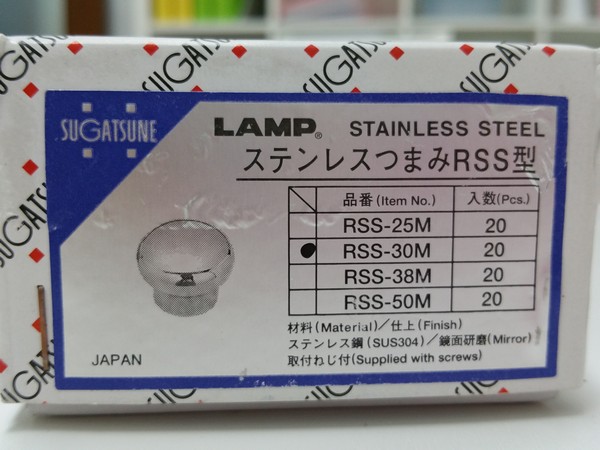 SUGATSUNE
LAMP® STAINLESS STEEL
ステンレスつまみRSS型
品番(Item No.) 入数(Pcs.)
RSS-25M 20
● RSS-30M 20
RSS-38M 20
RSS-50M 20
材料(Material)/仕上(Finish)
ステンレス鋼(SUS304)/鏡面研磨(Mirror)
取付ねじ付(Supplied with screws)
JAPAN